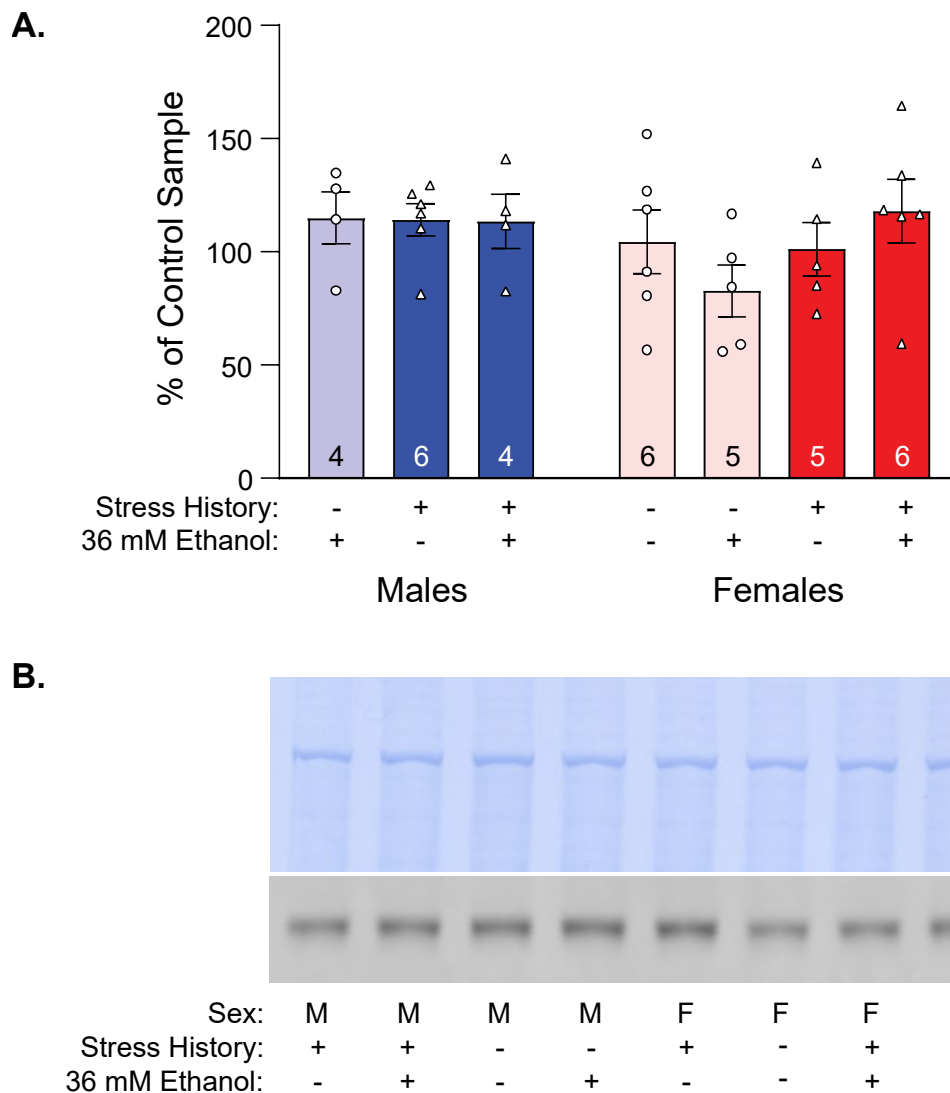 A.
200
150
100
50
0
% of Control Sample
4 6 4 6 5 5 6
Stress History: - + + - - + +
36 mM Ethanol: + - + - + - +
Males Females
B.
Sex: M M M M F F F
Stress History: + + - - + - +
36 mM Ethanol: - + - + - - +